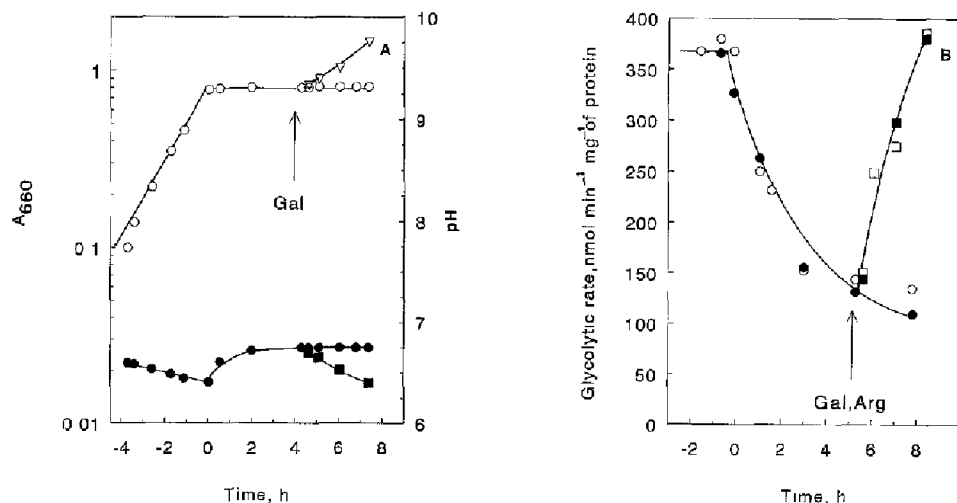 A
10
9
8
7
6
pH
1
0 1
0 01
A660
Gal
-4 -2 0 2 4 6 8
Time, h
B
400
350
300
250
200
150
100
50
0
Glycolytic rate, nmol min⁻¹ mg⁻¹ of protein
Gal,Arg
-2 0 2 4 6 8
Time, h